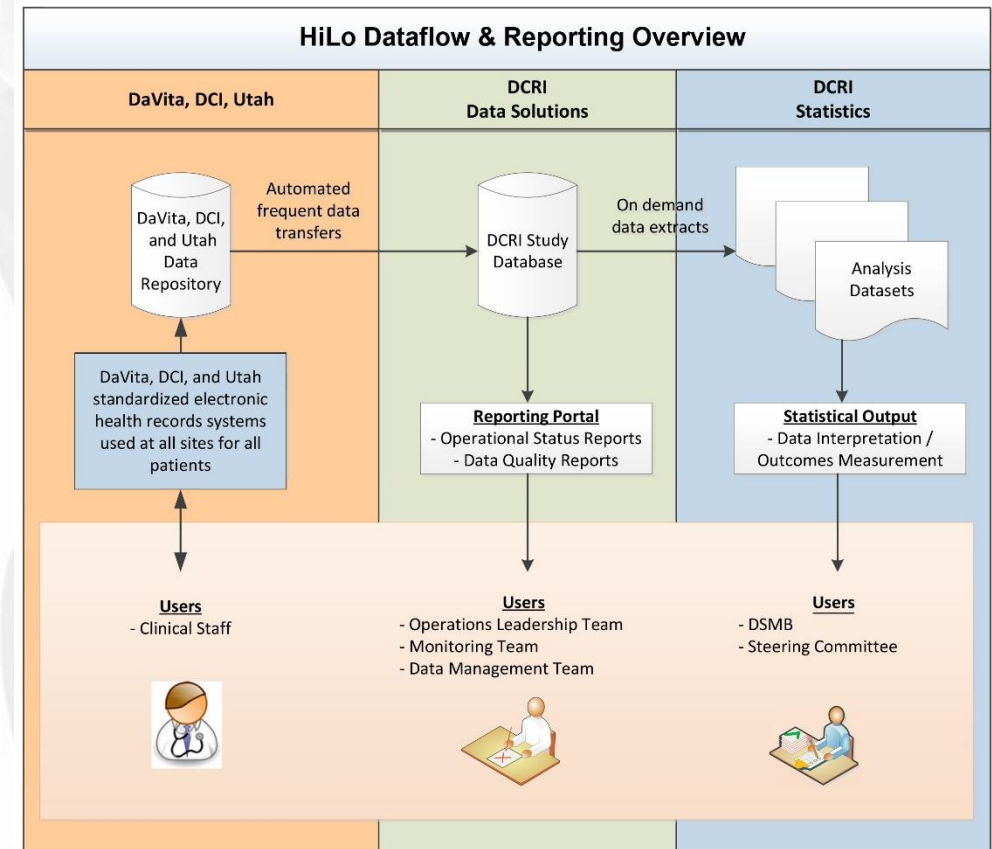 HiLo Dataflow & Reporting Overview
DaVita, DCI, Utah
DCRI
Data Solutions
DCRI
Statistics
DaVita, DCI,
and Utah
Data
Repository
Automated
frequent data
transfers
DCRI Study
Database
On demand
data extracts
Analysis
Datasets
DaVita, DCI, and Utah
standardized electronic
health records systems
used at all sites for all
patients
Reporting Portal
- Operational Status Reports
- Data Quality Reports
Statistical Output
- Data Interpretation /
Outcomes Measurement
Users
- Clinical Staff
Users
- Operations Leadership Team
- Monitoring Team
- Data Management Team
Users
- DSMB
- Steering Committee